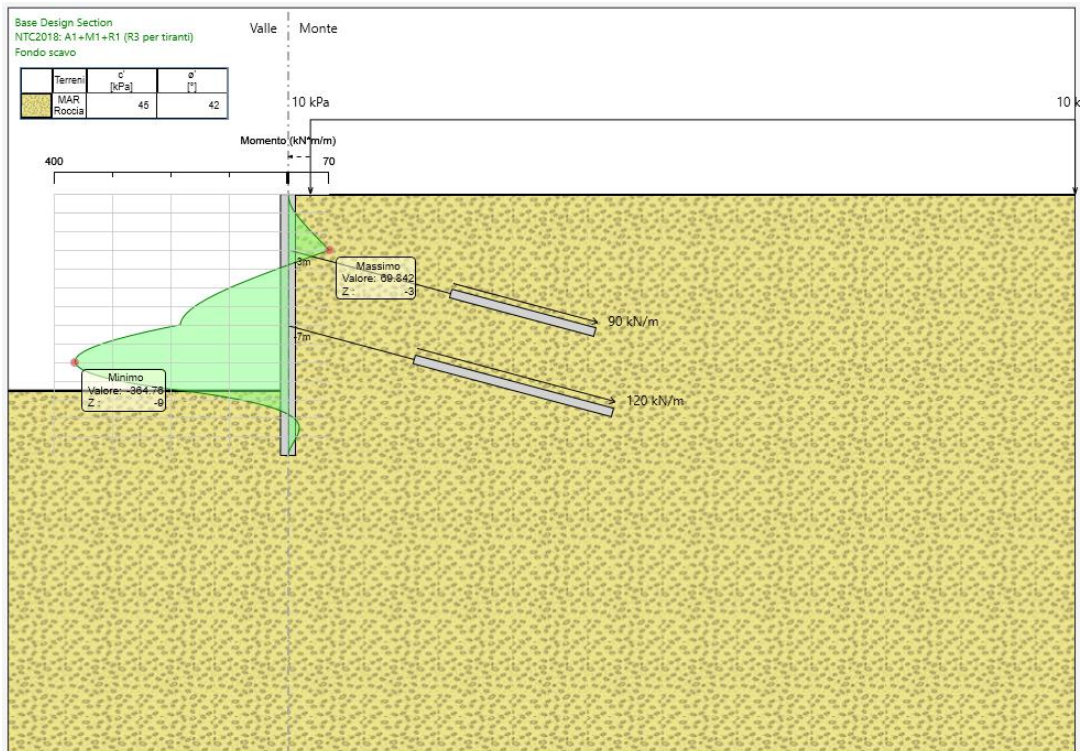 Base Design Section
NTC2018: A1+M1+R1 (R3 per tiranti)
Fondo scavo
Valle
Monte
Terreni c' [kPa] ø' [°]
MAR Roccia 45 42
10 kPa
10 k
Momento (kN*m/m)
400
70
-3m
Massimo
Valore: 69.842
Z : -3
90 kN/m
-7m
Minimo
Valore: -364.76
Z : -9
120 kN/m